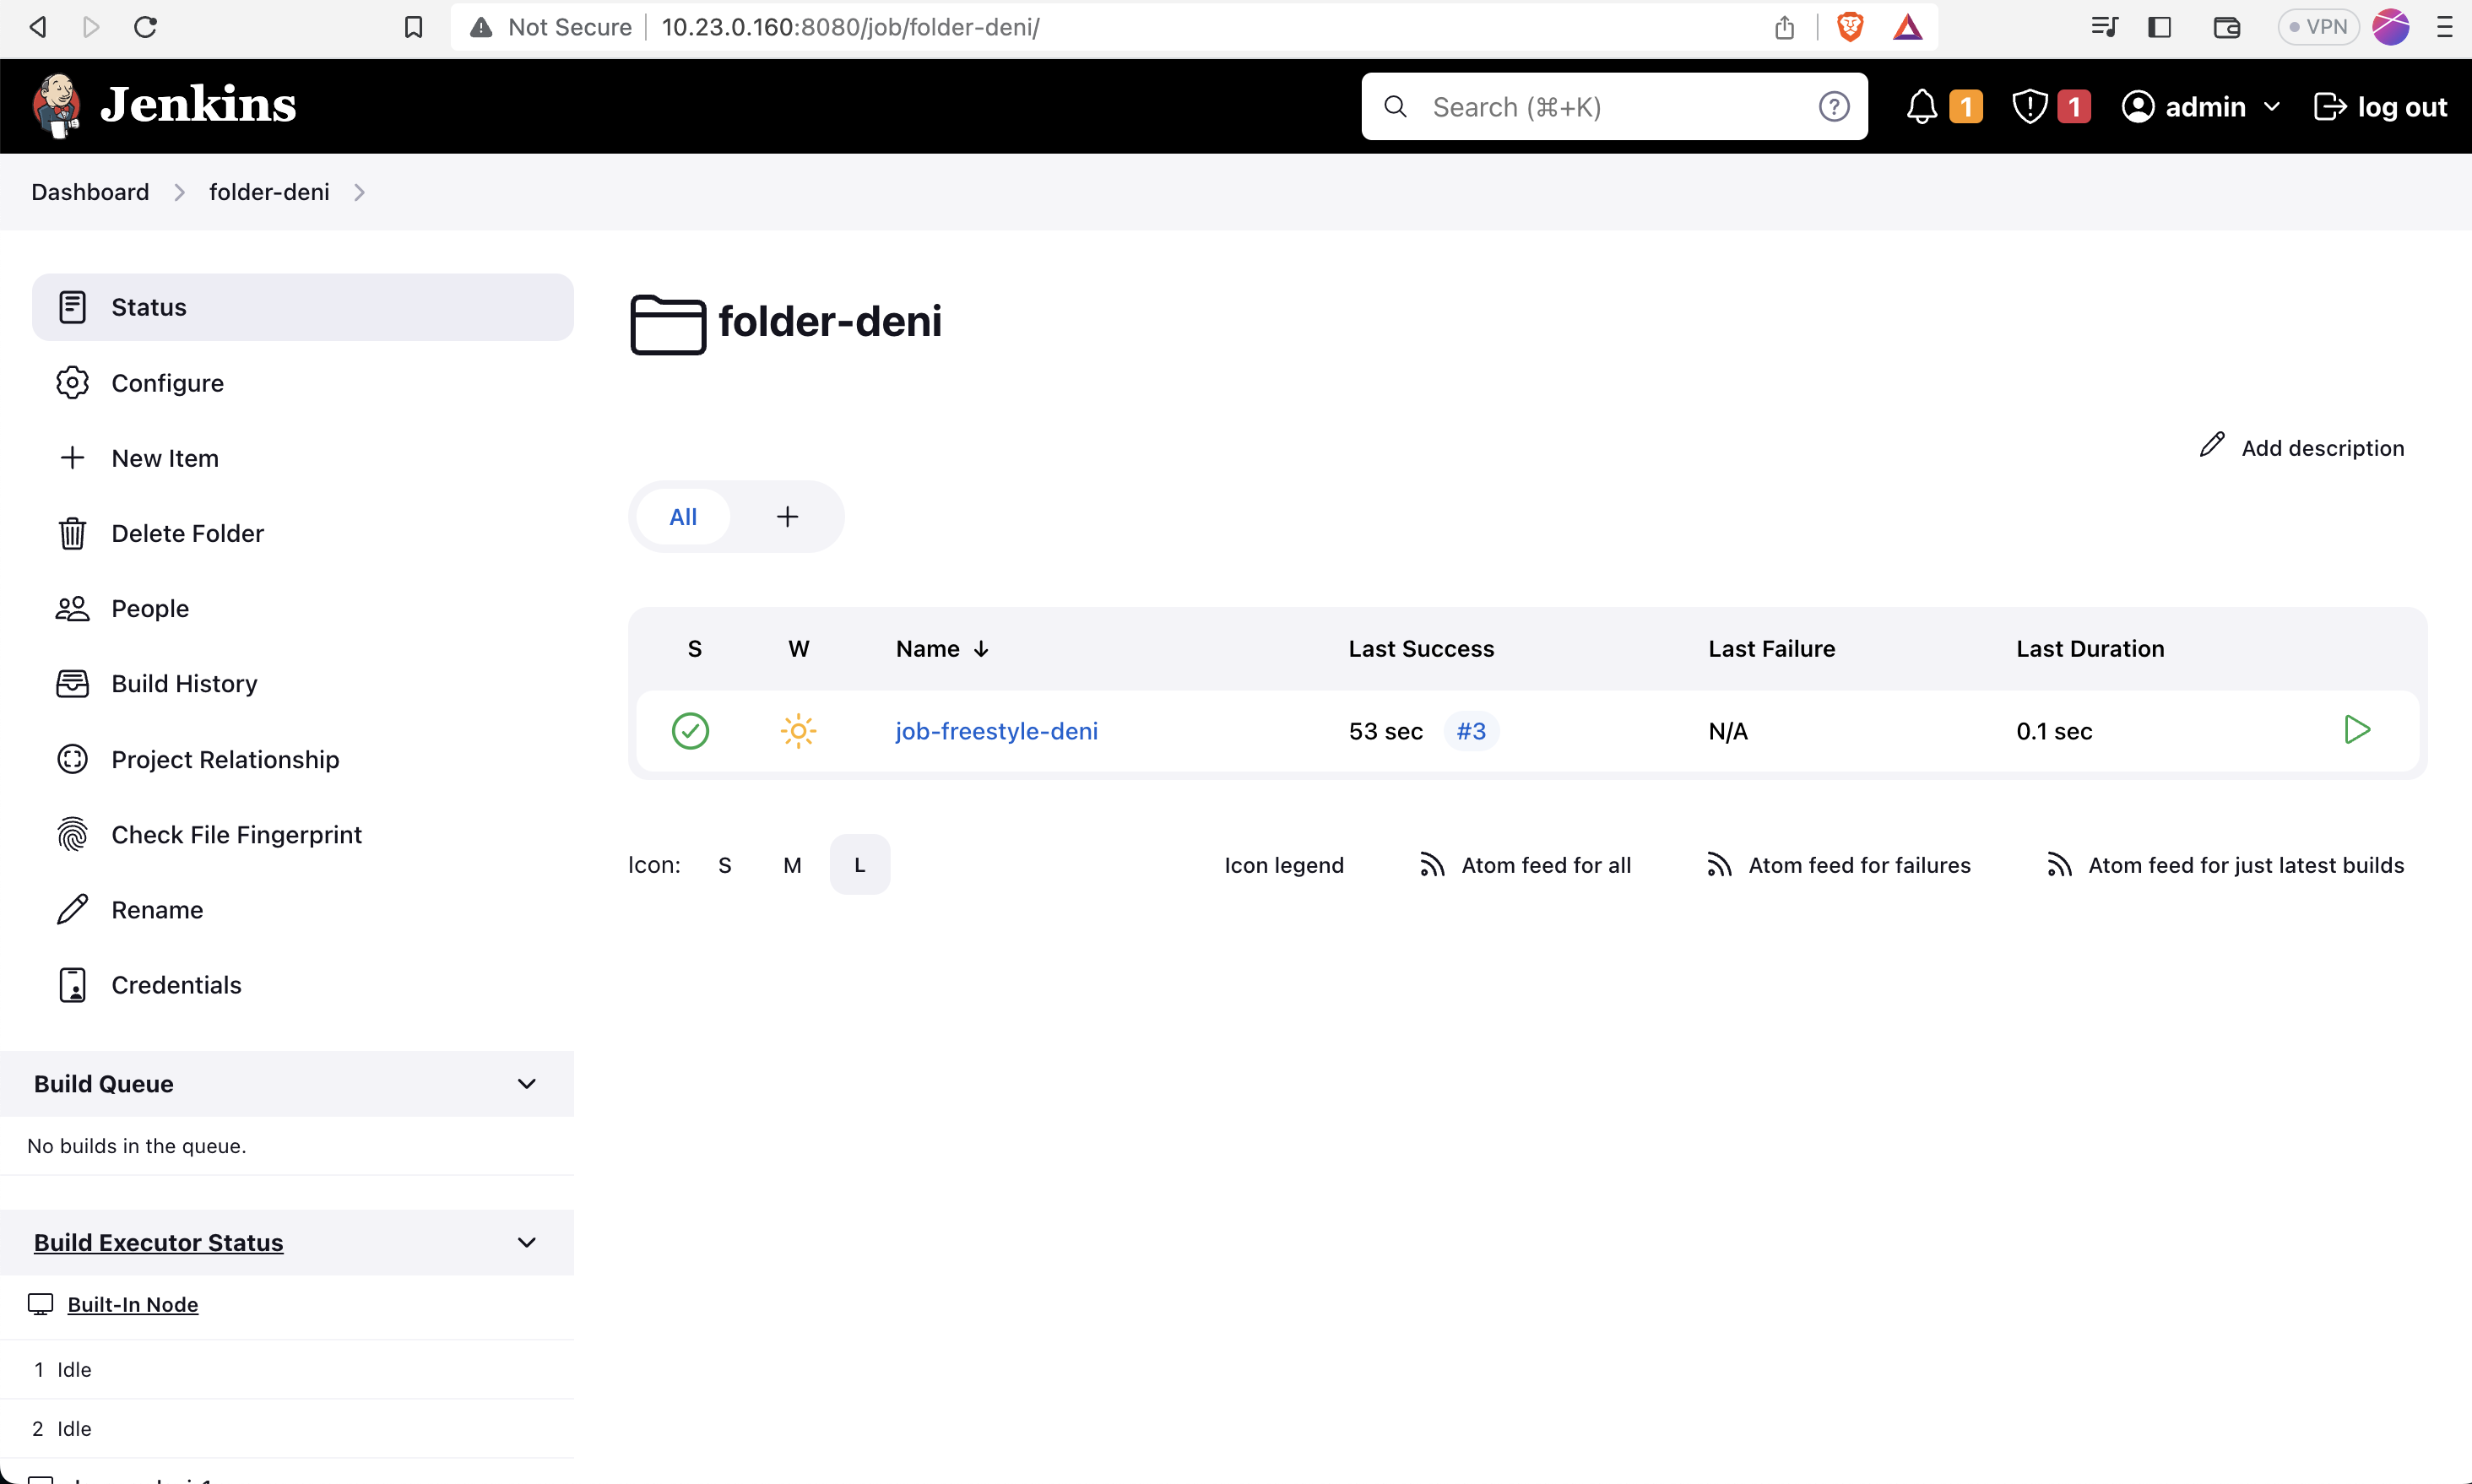 Not Secure 10.23.0.160:8080/job/folder-deni/ VPN
Jenkins Search (⌘+K) 1 1 admin log out
Dashboard folder-deni
Status
Configure
New Item
Delete Folder
People
Build History
Project Relationship
Check File Fingerprint
Rename
Credentials
Build Queue
No builds in the queue.
Build Executor Status
Built-In Node
1 Idle
2 Idle
folder-deni
Add description
All
S W Name ↓ Last Success Last Failure Last Duration
job-freestyle-deni 53 sec #3 N/A 0.1 sec
Icon: S M L Icon legend Atom feed for all Atom feed for failures Atom feed for just latest builds